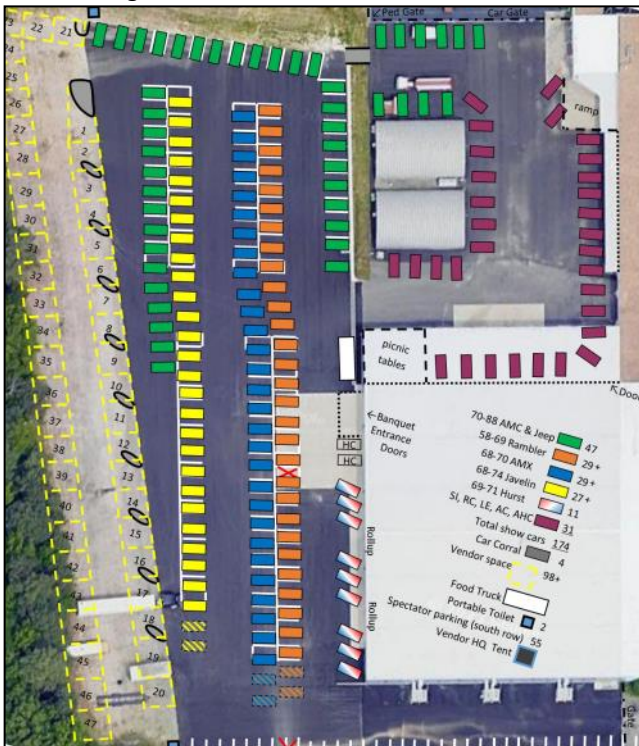 Ped Gate
Car Gate
23
22
21
24
25
26
27
28
29
30
31
32
33
34
35
36
37
38
39
40
41
42
43
44
45
46
47
1
2
3
4
5
6
7
8
9
10
11
12
13
14
15
16
17
18
19
20
ramp
picnic
tables
Door
←Banquet
Entrance
Doors
HC
HC
Rollup
Rollup
70-88 AMC & Jeep 47
58-69 Rambler 29+
68-70 AMX 29+
68-74 Javelin 27+
69-71 Hurst 11
SI, RC, LE, AC, AHC 31
Total show cars 174
Car Corral 4
Vendor space 98+
Food Truck
Portable Toilet 2
Spectator parking (south row) 55
Vendor HQ Tent
gate